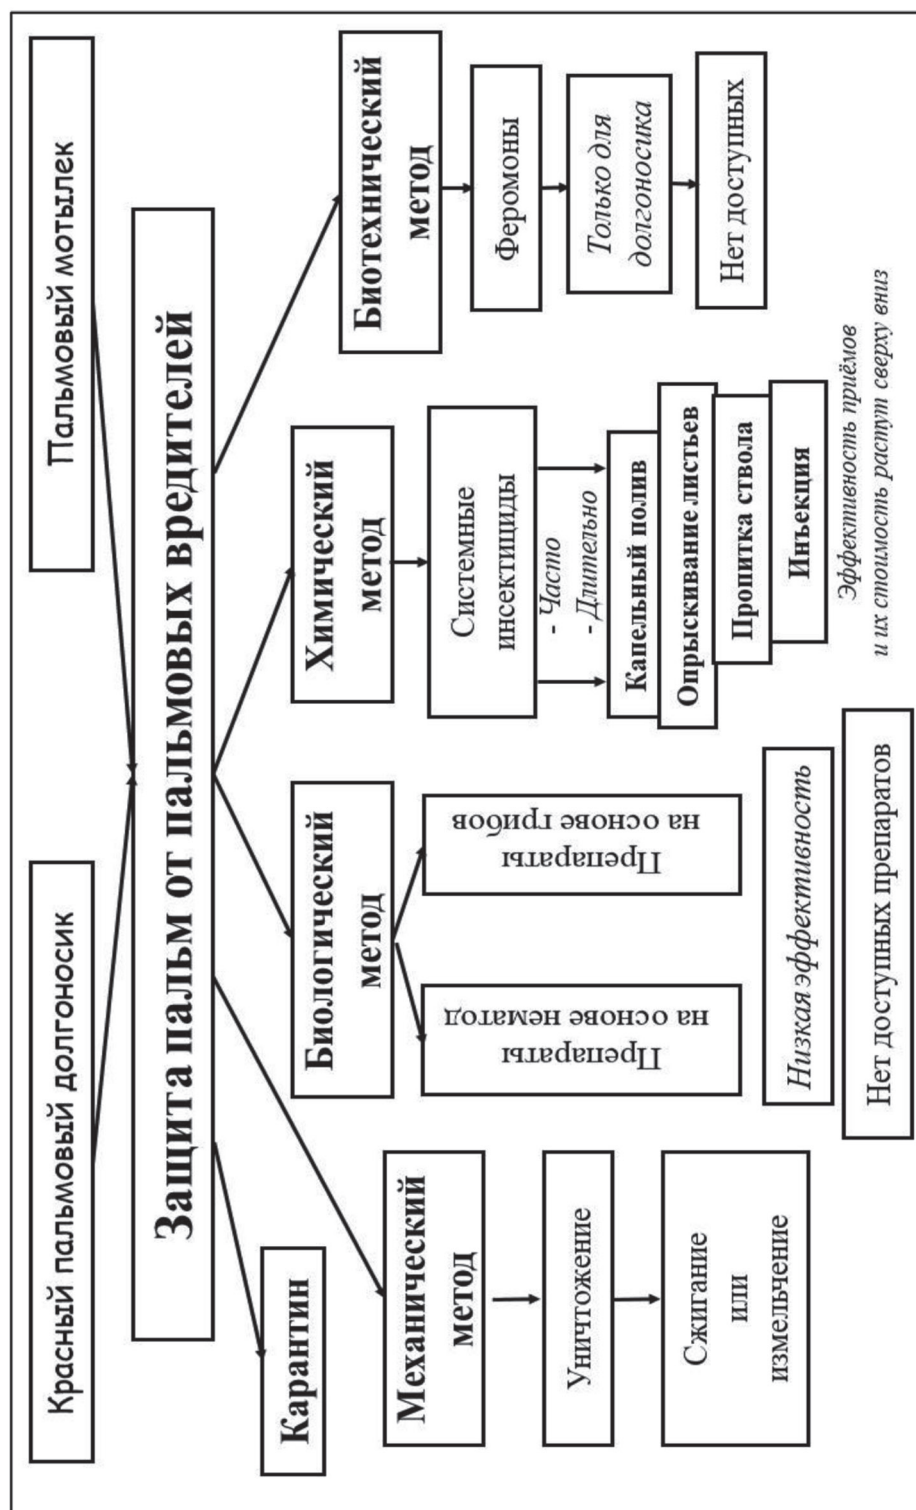 Красный пальмовый долгоносик
Пальмовый мотылек
Защита пальм от пальмовых вредителей
Карантин
Механический
метод
Уничтожение
Сжигание
или
измельчение
Биологический
метод
Препараты
на основе нематод
Препараты
на основе грибов
Низкая эффективность
Нет доступных препаратов
Химический
метод
Системные
инсектициды
- Часто
- Длительно
Капельный полив
Опрыскивание листьев
Пропитка ствола
Инъекция
Эффективность приёмов
и их стоимость растут сверху вниз
Биотехнический
метод
Феромоны
Только для
долгоносика
Нет доступных